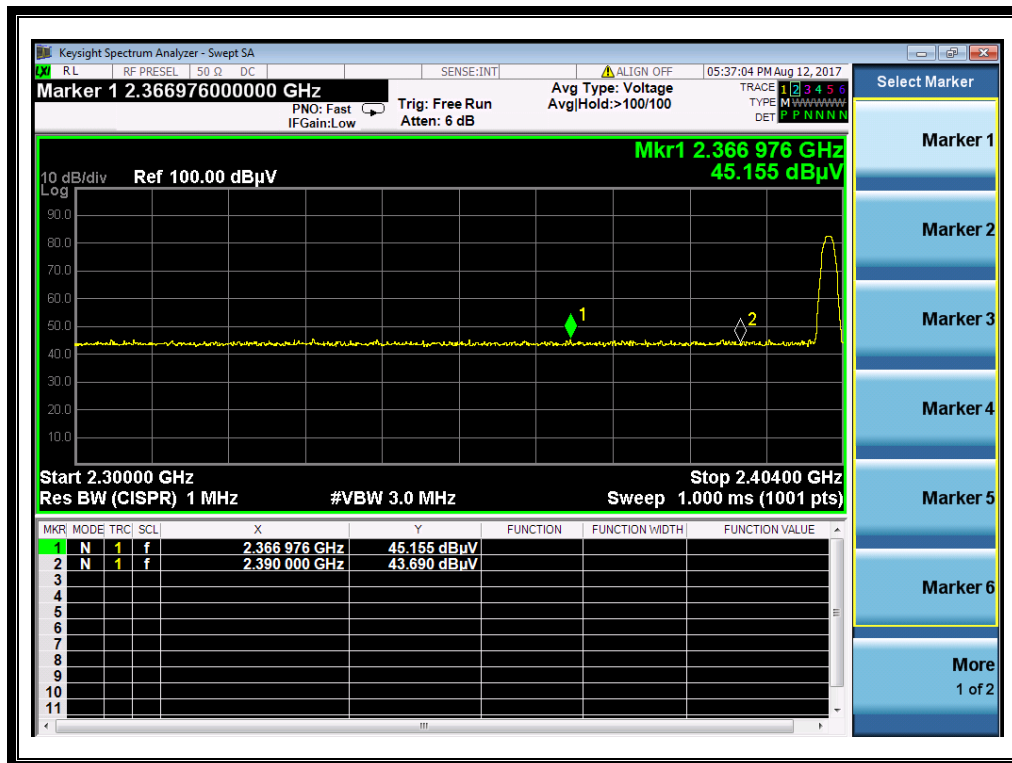 Keysight Spectrum Analyzer - Swept SA
LXI RL RF PRESEL 50 Ω DC SENSE:INT ALIGN OFF 05:37:04 PM Aug 12, 2017
Marker 1 2.366976000000 GHz
PNO: Fast
IFGain:Low
Trig: Free Run
Atten: 6 dB
Avg Type: Voltage
Avg|Hold:>100/100
TRACE 1 2 3 4 5 6
TYPE M W W W W W
DET P P N N N N
Mkr1 2.366 976 GHz
45.155 dBµV
10 dB/div Ref 100.00 dBµV
Log
90.0
80.0
70.0
60.0
50.0
40.0
30.0
20.0
10.0
1
2
Start 2.30000 GHz Stop 2.40400 GHz
Res BW (CISPR) 1 MHz #VBW 3.0 MHz Sweep 1.000 ms (1001 pts)
MKR MODE TRC SCL X Y FUNCTION FUNCTION WIDTH FUNCTION VALUE
1 N 1 f 2.366 976 GHz 45.155 dBµV
2 N 1 f 2.390 000 GHz 43.690 dBµV
3
4
5
6
7
8
9
10
11
Select Marker
Marker 1
Marker 2
Marker 3
Marker 4
Marker 5
Marker 6
More
1 of 2